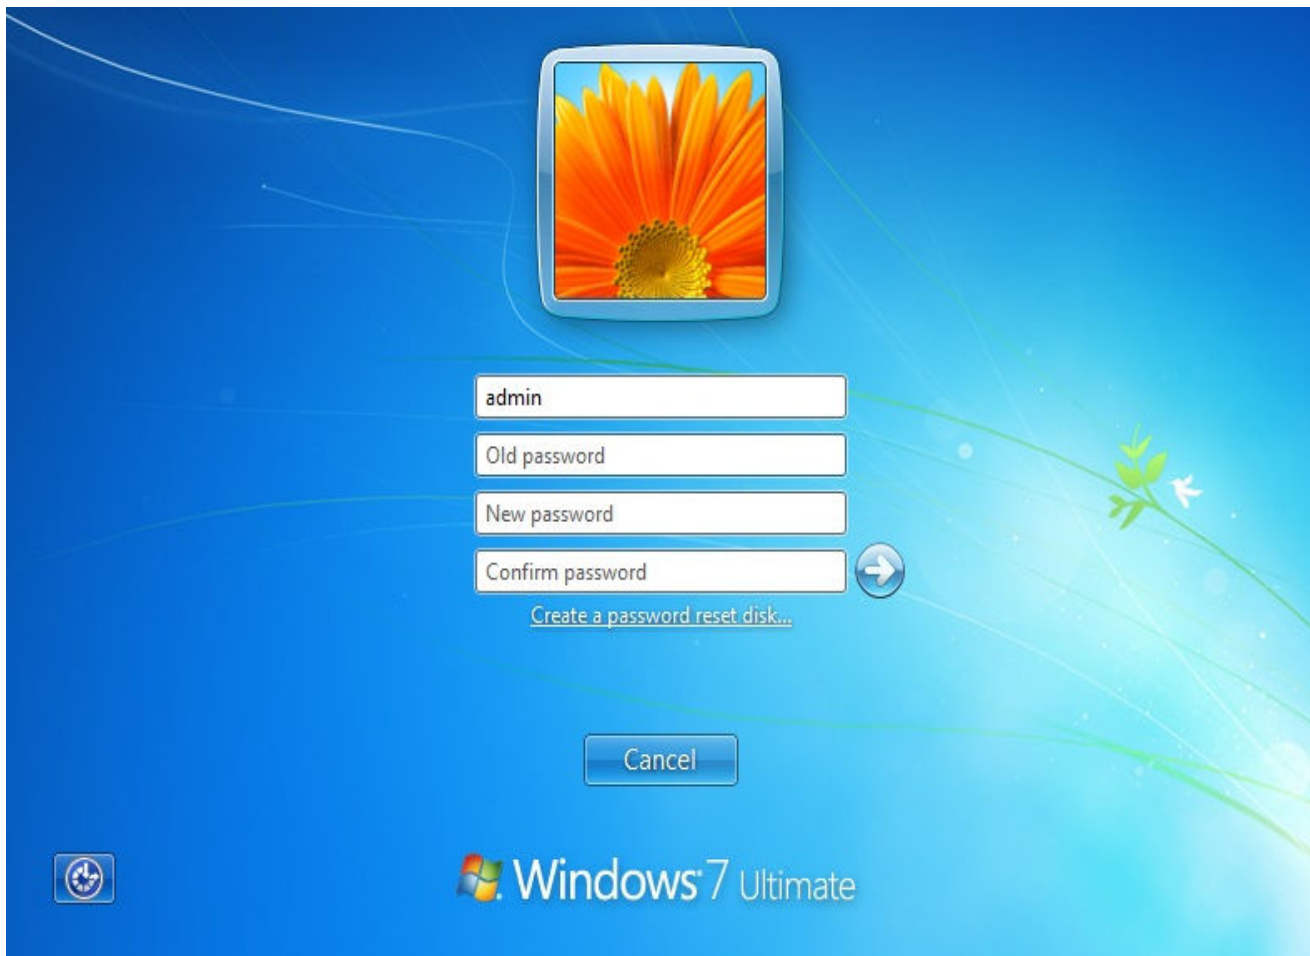 admin
Old password
New password
Confirm password
Create a password reset disk...
Cancel
Windows 7 Ultimate